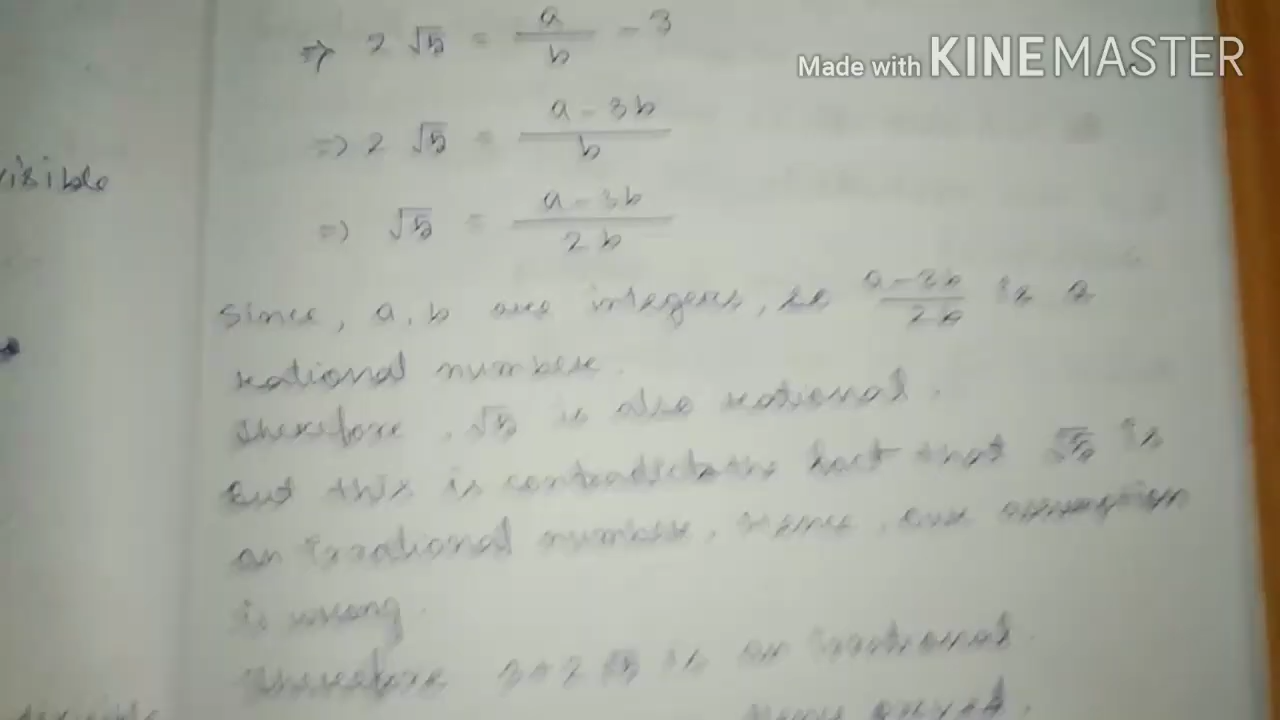 Made with KINEMASTER
⇒ 2 √5 = a/b - 3
⇒ 2 √5 = a - 3b / b
visible
⇒ √5 = a - 3b / 2b
Since, a, b are integers, so a-3b/2b is a
rational number.
Therefore, √5 is also rational.
But this is contradicts the fact that √5 is
an irrational number. Hence, our assumption
is wrong.
Therefore 3+2√5 is an irrational.
Hence proved.